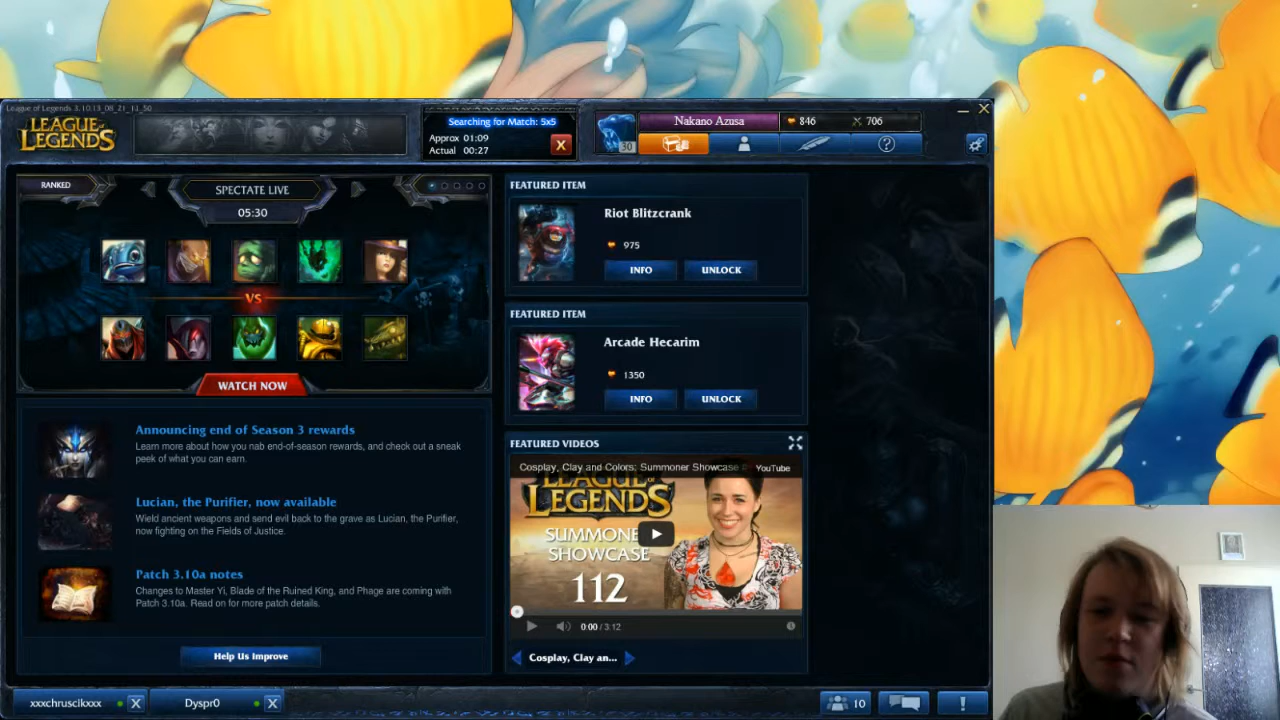 League of Legends 3.10.13_08_21_13_50
LEAGUE OF
LEGENDS
Searching for Match: 5x5
Approx 01:09
Actual 00:27
X
30
Nakano Azusa
846
706
?
RANKED
SPECTATE LIVE
05:30
VS
WATCH NOW
FEATURED ITEM
Riot Blitzcrank
975
INFO
UNLOCK
FEATURED ITEM
Arcade Hecarim
1350
INFO
UNLOCK
Announcing end of Season 3 rewards
Learn more about how you nab end-of-season rewards, and check out a sneak
peek of what you can earn.
Lucian, the Purifier, now available
Wield ancient weapons and send evil back to the grave as Lucian, the Purifier,
now fighting on the Fields of Justice.
Patch 3.10a notes
Changes to Master Yi, Blade of the Ruined King, and Phage are coming with
Patch 3.10a. Read on for more patch details.
Help Us Improve
FEATURED VIDEOS
Cosplay, Clay and Colors: Summoner Showcase
YouTube
LEAGUE OF
LEGENDS
SUMMONE
SHOWCASE
112
0:00 / 3:12
Cosplay, Clay an...
xxxchruscikxxx
X
Dyspr0
X
10
!